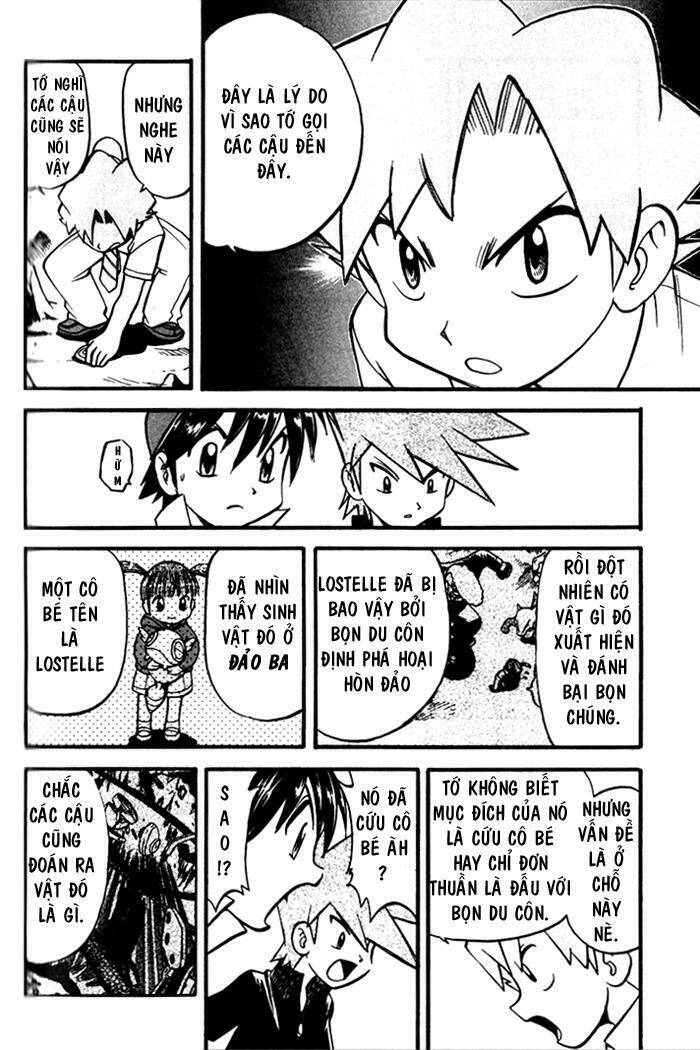 TỚ NGHĨ
CÁC CẬU
CŨNG SẼ
NÓI
VẬY
NHƯNG
NGHE
NÀY
ĐÂY LÀ LÝ DO
VÌ SAO TỚ GỌI
CÁC CẬU ĐẾN
ĐÂY.
HỪM
MỘT CÔ
BÉ TÊN
LÀ
LOSTELLE
ĐÃ NHÌN
THẤY SINH
VẬT ĐÓ Ở
ĐẢO BA
LOSTELLE ĐÃ BỊ
BAO VẬY BỞI
BỌN DU CÔN
ĐỊNH PHÁ HOẠI
HÒN ĐẢO
RỒI ĐỘT
NHIÊN CÓ
VẬT GÌ ĐÓ
XUẤT HIỆN
VÀ ĐÁNH
BẠI BỌN
CHÚNG.
CHẮC
CÁC CẬU
CŨNG
ĐOÁN RA
VẬT ĐÓ
LÀ GÌ.
SAO!?
NÓ ĐÃ
CỨU CÔ
BÉ ÀH
?
TỚ KHÔNG BIẾT
MỤC ĐÍCH CỦA NÓ
LÀ CỨU CÔ BÉ
HAY CHỈ ĐƠN
THUẦN LÀ ĐẤU VỚI
BỌN DU CÔN.
NHƯNG
VẤN ĐỀ
LÀ Ở
CHỖ
NÀY
NÈ.